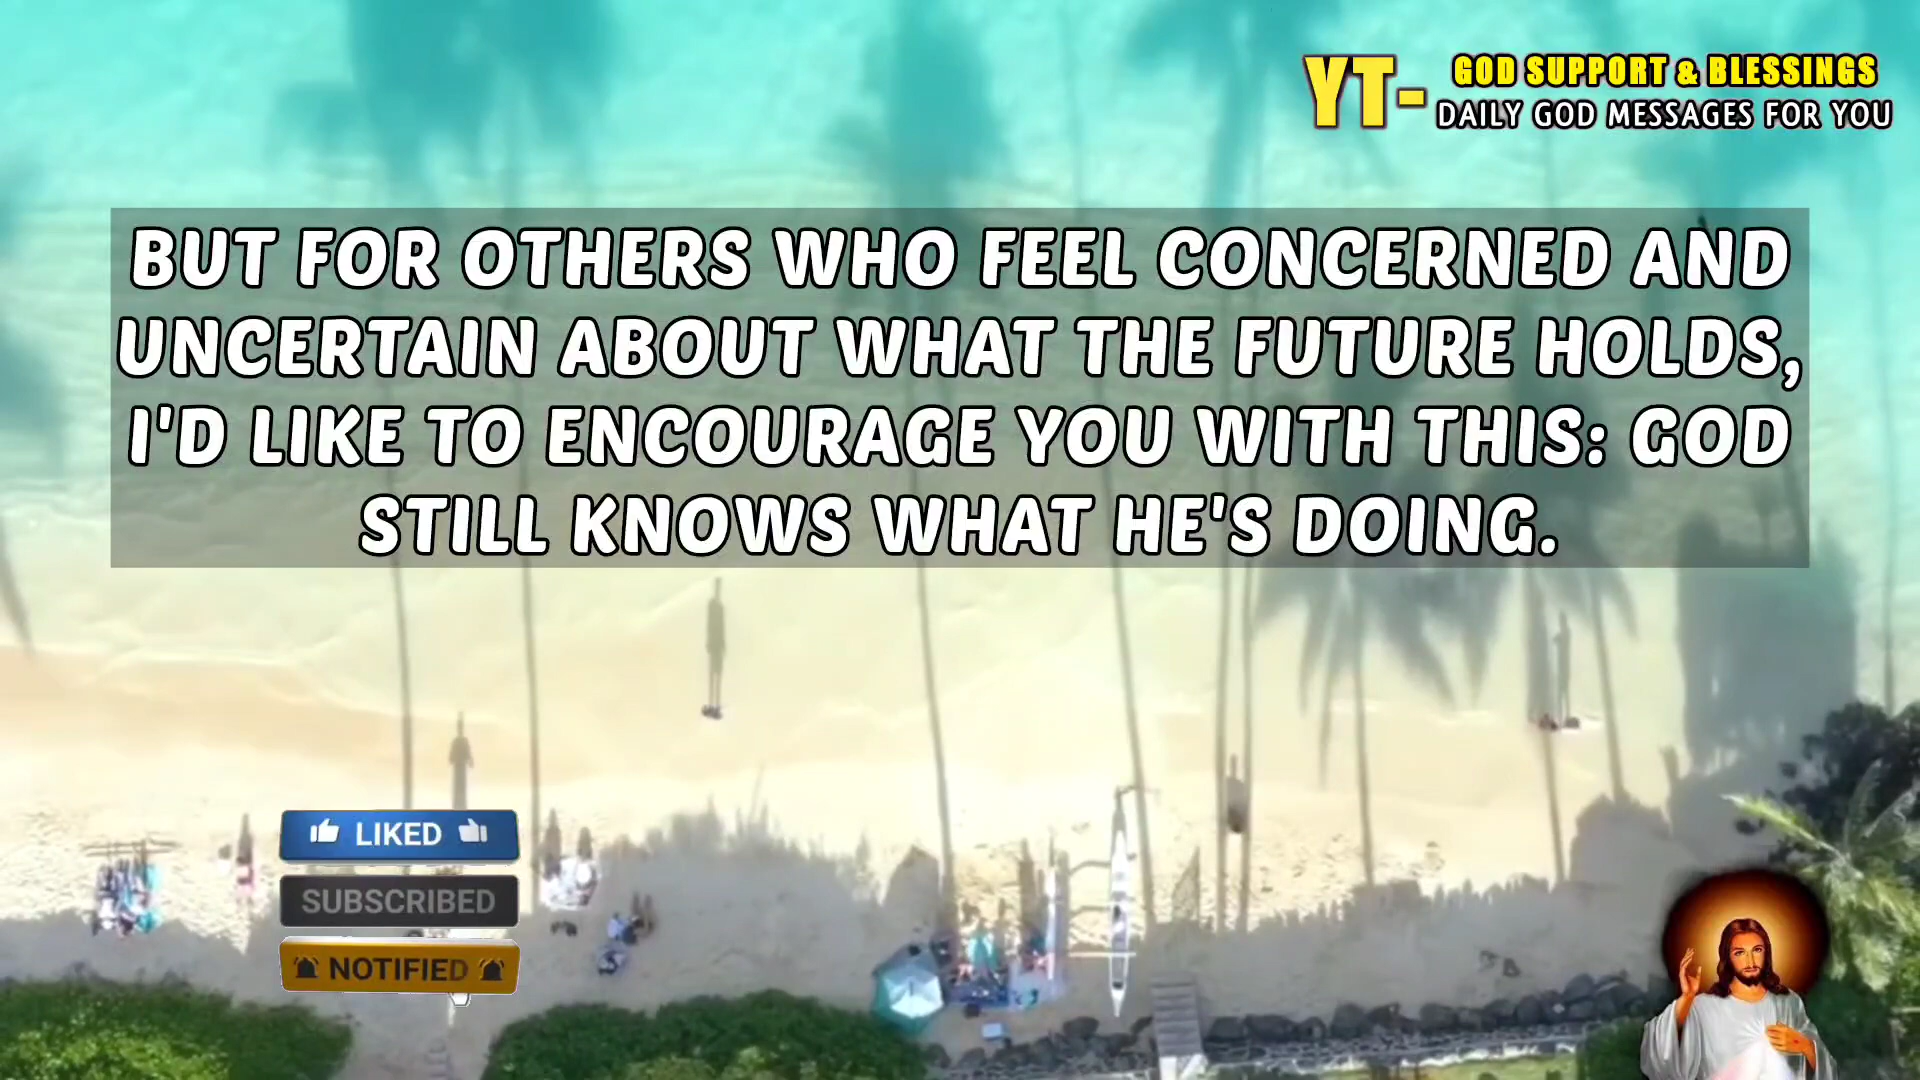 YT- GOD SUPPORT & BLESSINGS
DAILY GOD MESSAGES FOR YOU
BUT FOR OTHERS WHO FEEL CONCERNED AND
UNCERTAIN ABOUT WHAT THE FUTURE HOLDS,
I'D LIKE TO ENCOURAGE YOU WITH THIS: GOD
STILL KNOWS WHAT HE'S DOING.
LIKED
SUBSCRIBED
NOTIFIED